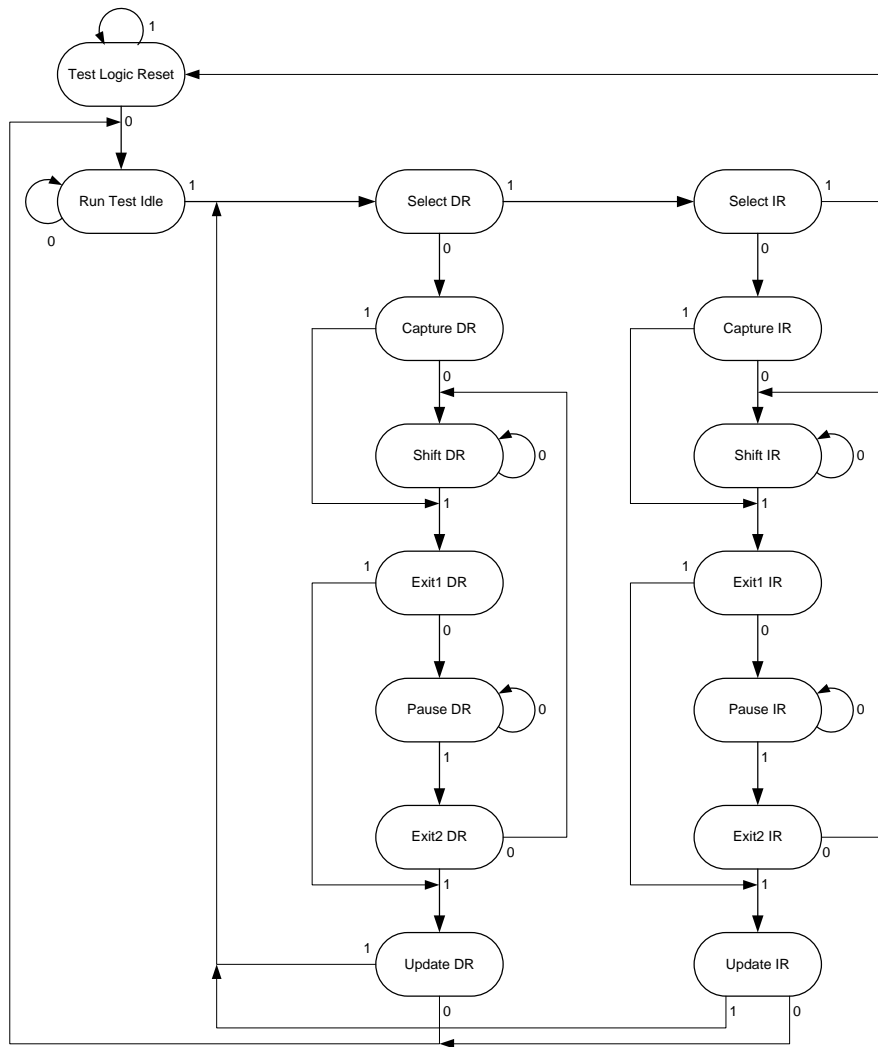 1
Test Logic Reset
0
Run Test Idle
1
0
Select DR
1
0
Select IR
1
0
1
Capture DR
0
1
Capture IR
0
Shift DR
0
1
Shift IR
0
1
1
Exit1 DR
0
1
Exit1 IR
0
Pause DR
0
1
Pause IR
0
1
Exit2 DR
0
1
Exit2 IR
0
1
1
Update DR
0
Update IR
1
0